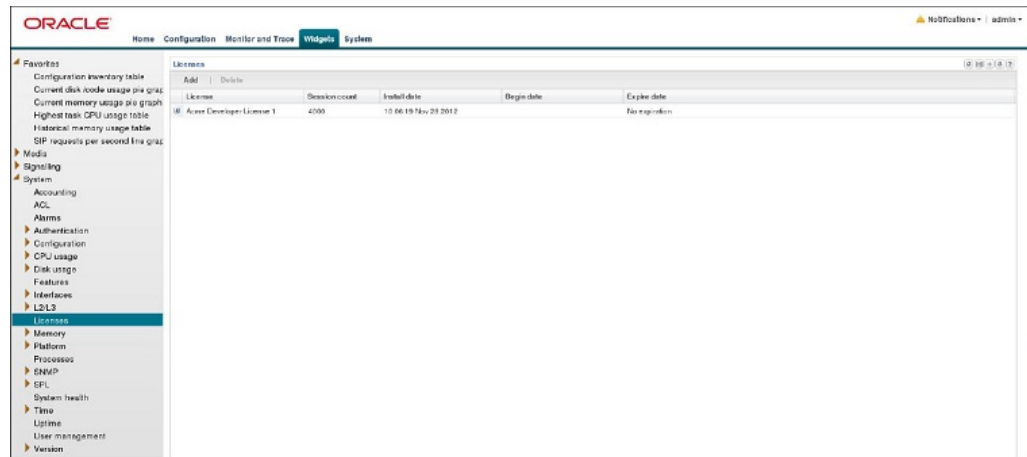 ORACLE
Notifications | admin
Home Configuration Monitor and Trace Widgets System
Favorites
Configuration inventory table
Current disk /code usage pie grap
Current memory usage pie graph
Highest task CPU usage table
Historical memory usage table
SIP requests per second line grap
Media
Signalling
System
Accounting
ACL
Alarms
Authentication
Configuration
CPU usage
Disk usage
Features
Interfaces
L2/L3
Licenses
Memory
Platform
Processes
SNMP
SPL
System health
Time
Uptime
User management
Version
Licenses
Add | Delete
License Session count Install date Begin date Expire date
Acme Developer License 1 4000 10:06:19 Nov 29 2012 No expiration